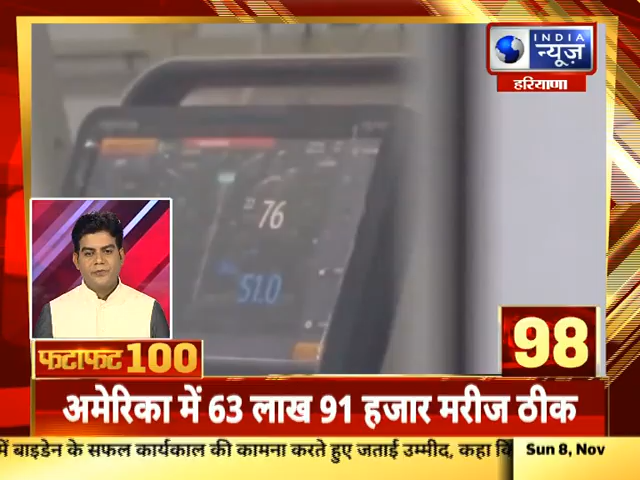 INDIA
न्यूज़
हरियाणा
76
51.0
98
फटाफट 100
अमेरिका में 63 लाख 91 हजार मरीज ठीक
में बाइडेन के सफल कार्यकाल की कामना करते हुए जताई उम्मीद, कहा कि
Sun 8, Nov